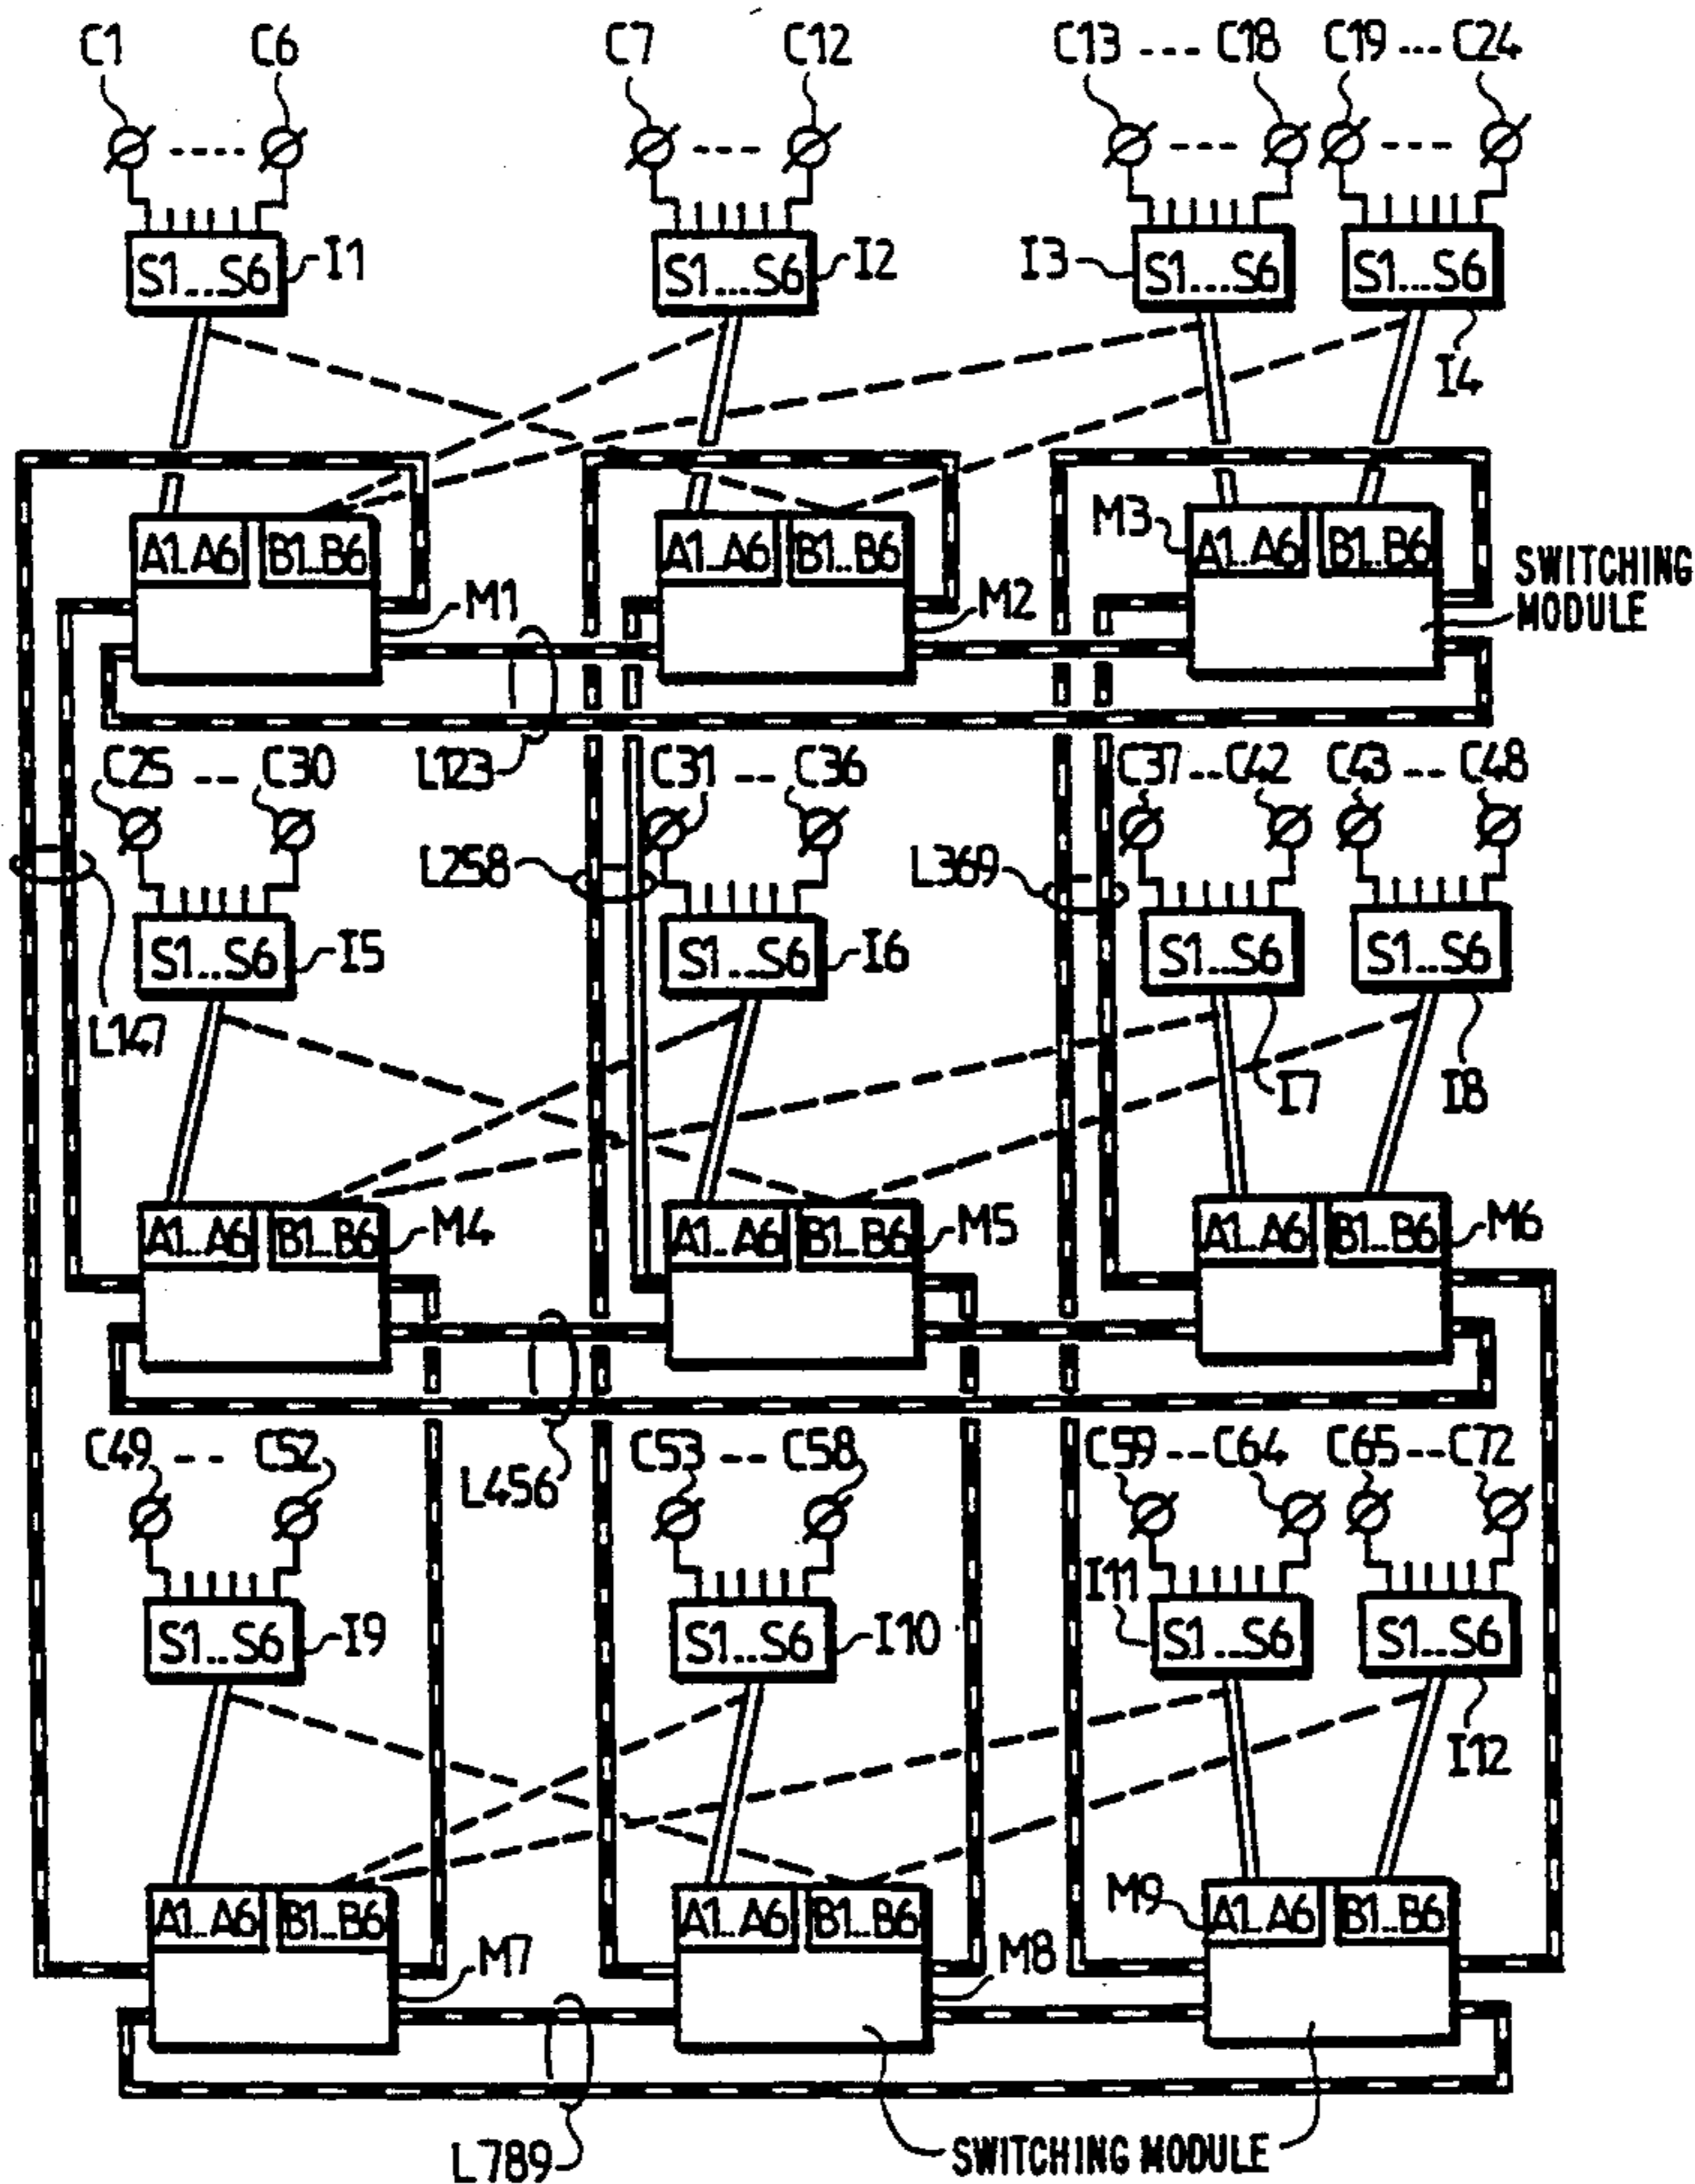 C1 C6 C7 C12 C13 --- C18 C19 --- C24
S1...S6 I1 S1...S6 I2 I3 S1...S6 S1...S6
I4
A1..A6 B1..B6 A1..A6 B1..B6 M3 A1..A6 B1..B6
M1 M2 SWITCHING
MODULE
L123
C25 -- C30 C31 -- C36 C37 -- C42 C43 -- C48
L258 L369
S1...S6 I5 S1...S6 I6 S1...S6 S1...S6
L147 I7 I8
A1..A6 B1..B6 M4 A1..A6 B1..B6 M5 A1..A6 B1..B6 M6
C49 -- C52 L456 C53 -- C58 C59 -- C64 C65 -- C72
I11
S1...S6 I9 S1...S6 I10 S1...S6 S1...S6
I12
A1..A6 B1..B6 A1..A6 B1..B6 M9 A1..A6 B1..B6
M7 M8
L789 SWITCHING MODULE